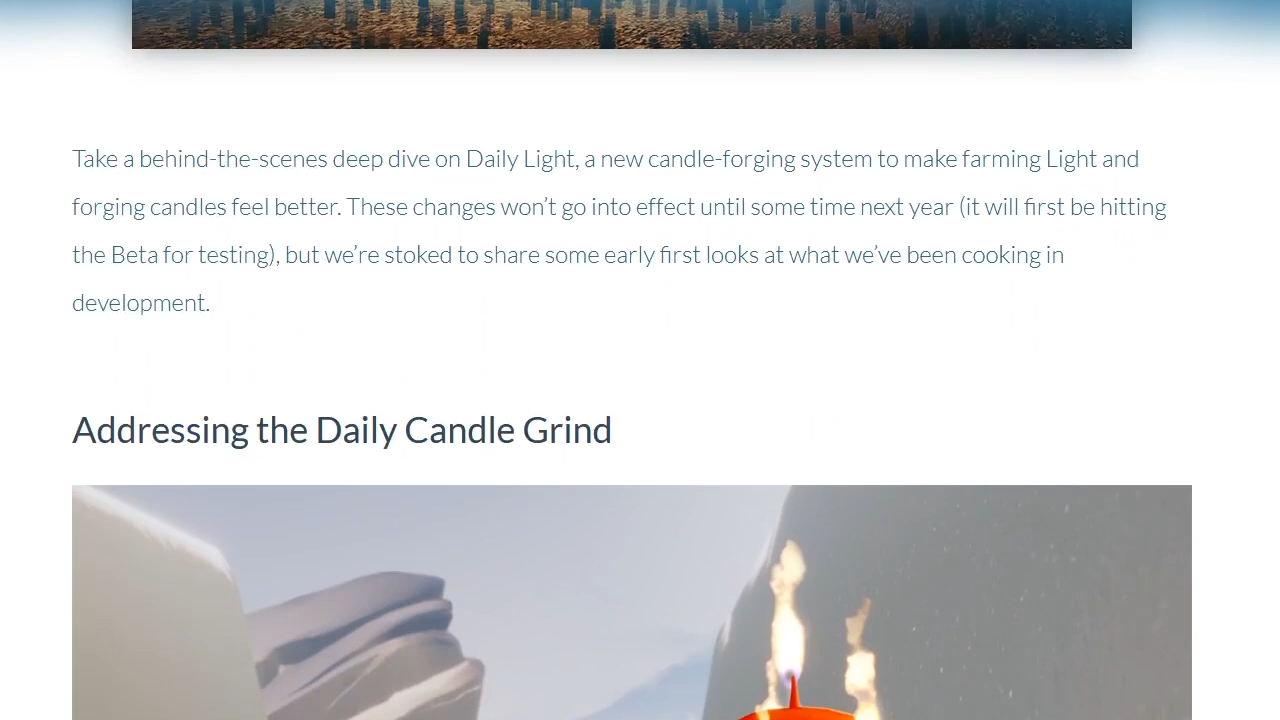 Take a behind-the-scenes deep dive on Daily Light, a new candle-forging system to make farming Light and
forging candles feel better. These changes won’t go into effect until some time next year (it will first be hitting
the Beta for testing), but we’re stoked to share some early first looks at what we’ve been cooking in
development.
Addressing the Daily Candle Grind